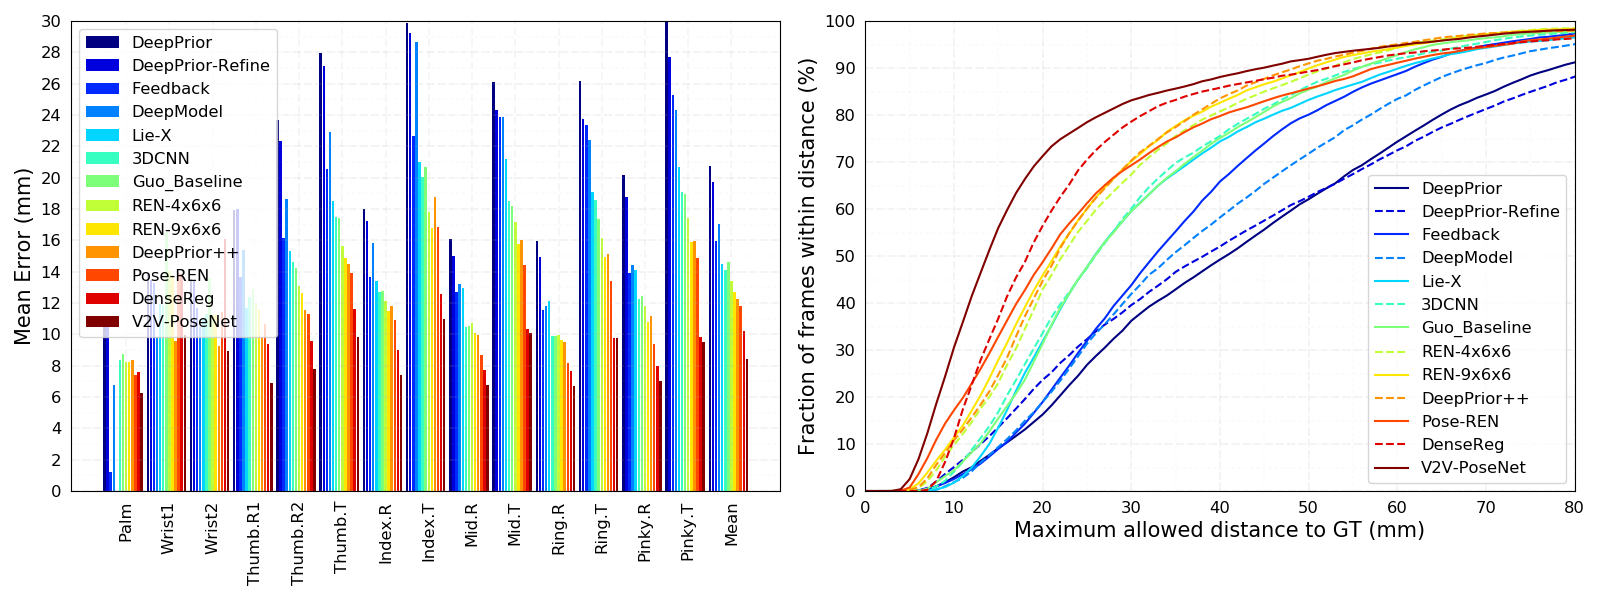 30
28
26
24
22
20
18
16
14
12
10
8
6
4
2
0
Mean Error (mm)
DeepPrior
DeepPrior-Refine
Feedback
DeepModel
Lie-X
3DCNN
Guo_Baseline
REN-4x6x6
REN-9x6x6
DeepPrior++
Pose-REN
DenseReg
V2V-PoseNet
Palm
Wrist1
Wrist2
Thumb.R1
Thumb.R2
Thumb.T
Index.R
Index.T
Mid.R
Mid.T
Ring.R
Ring.T
Pinky.R
Pinky.T
Mean
100
90
80
70
60
50
40
30
20
10
0
Fraction of frames within distance (%)
DeepPrior
DeepPrior-Refine
Feedback
DeepModel
Lie-X
3DCNN
Guo_Baseline
REN-4x6x6
REN-9x6x6
DeepPrior++
Pose-REN
DenseReg
V2V-PoseNet
0 10 20 30 40 50 60 70 80
Maximum allowed distance to GT (mm)